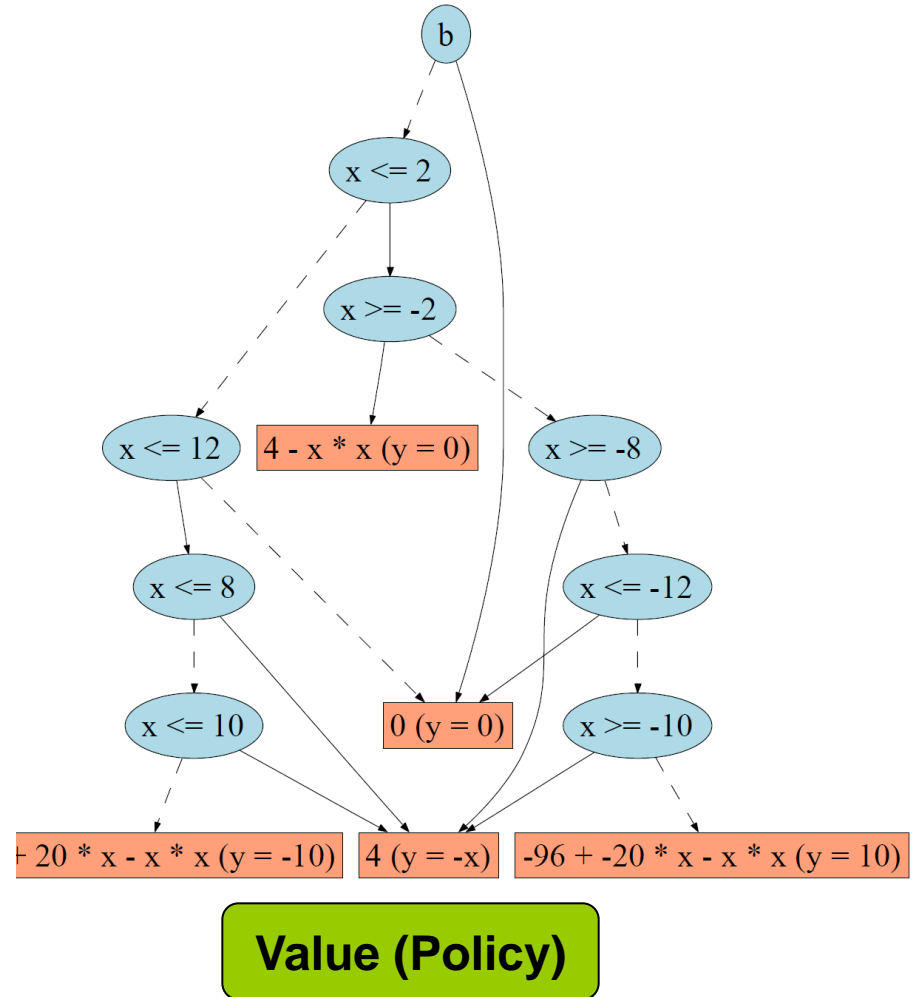 b
x <= 2
x >= -2
x <= 12
4 - x * x (y = 0)
x >= -8
x <= 8
x <= -12
x <= 10
0 (y = 0)
x >= -10
+ 20 * x - x * x (y = -10)
4 (y = -x)
-96 + -20 * x - x * x (y = 10)
Value (Policy)